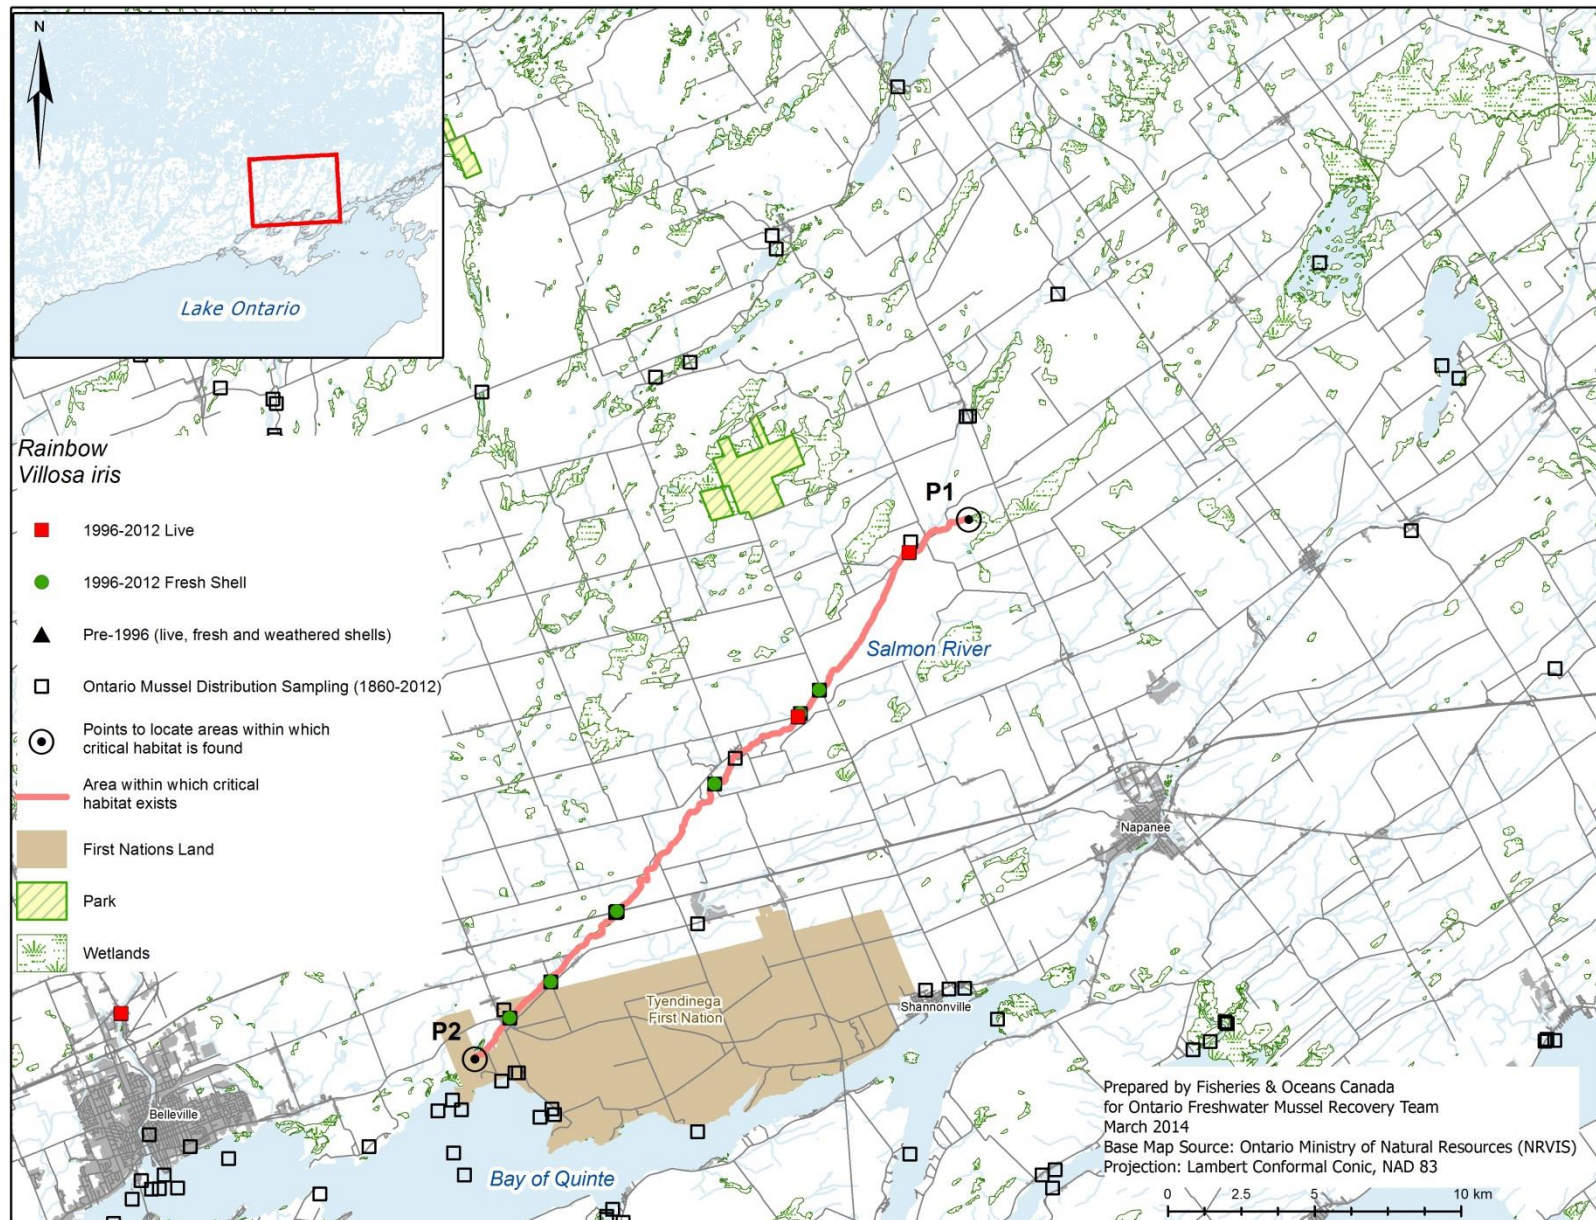 N
Lake Ontario
Rainbow
Villosa iris
1996-2012 Live
1996-2012 Fresh Shell
Pre-1996 (live, fresh and weathered shells)
Ontario Mussel Distribution Sampling (1860-2012)
Points to locate areas within which
critical habitat is found
Area within which critical
habitat exists
First Nations Land
Park
Wetlands
P1
Salmon River
Napanee
Tyendinega
First Nation
Shannonville
P2
Belleville
Bay of Quinte
Prepared by Fisheries & Oceans Canada
for Ontario Freshwater Mussel Recovery Team
March 2014
Base Map Source: Ontario Ministry of Natural Resources (NRVIS)
Projection: Lambert Conformal Conic, NAD 83
0 2.5 5 10 km